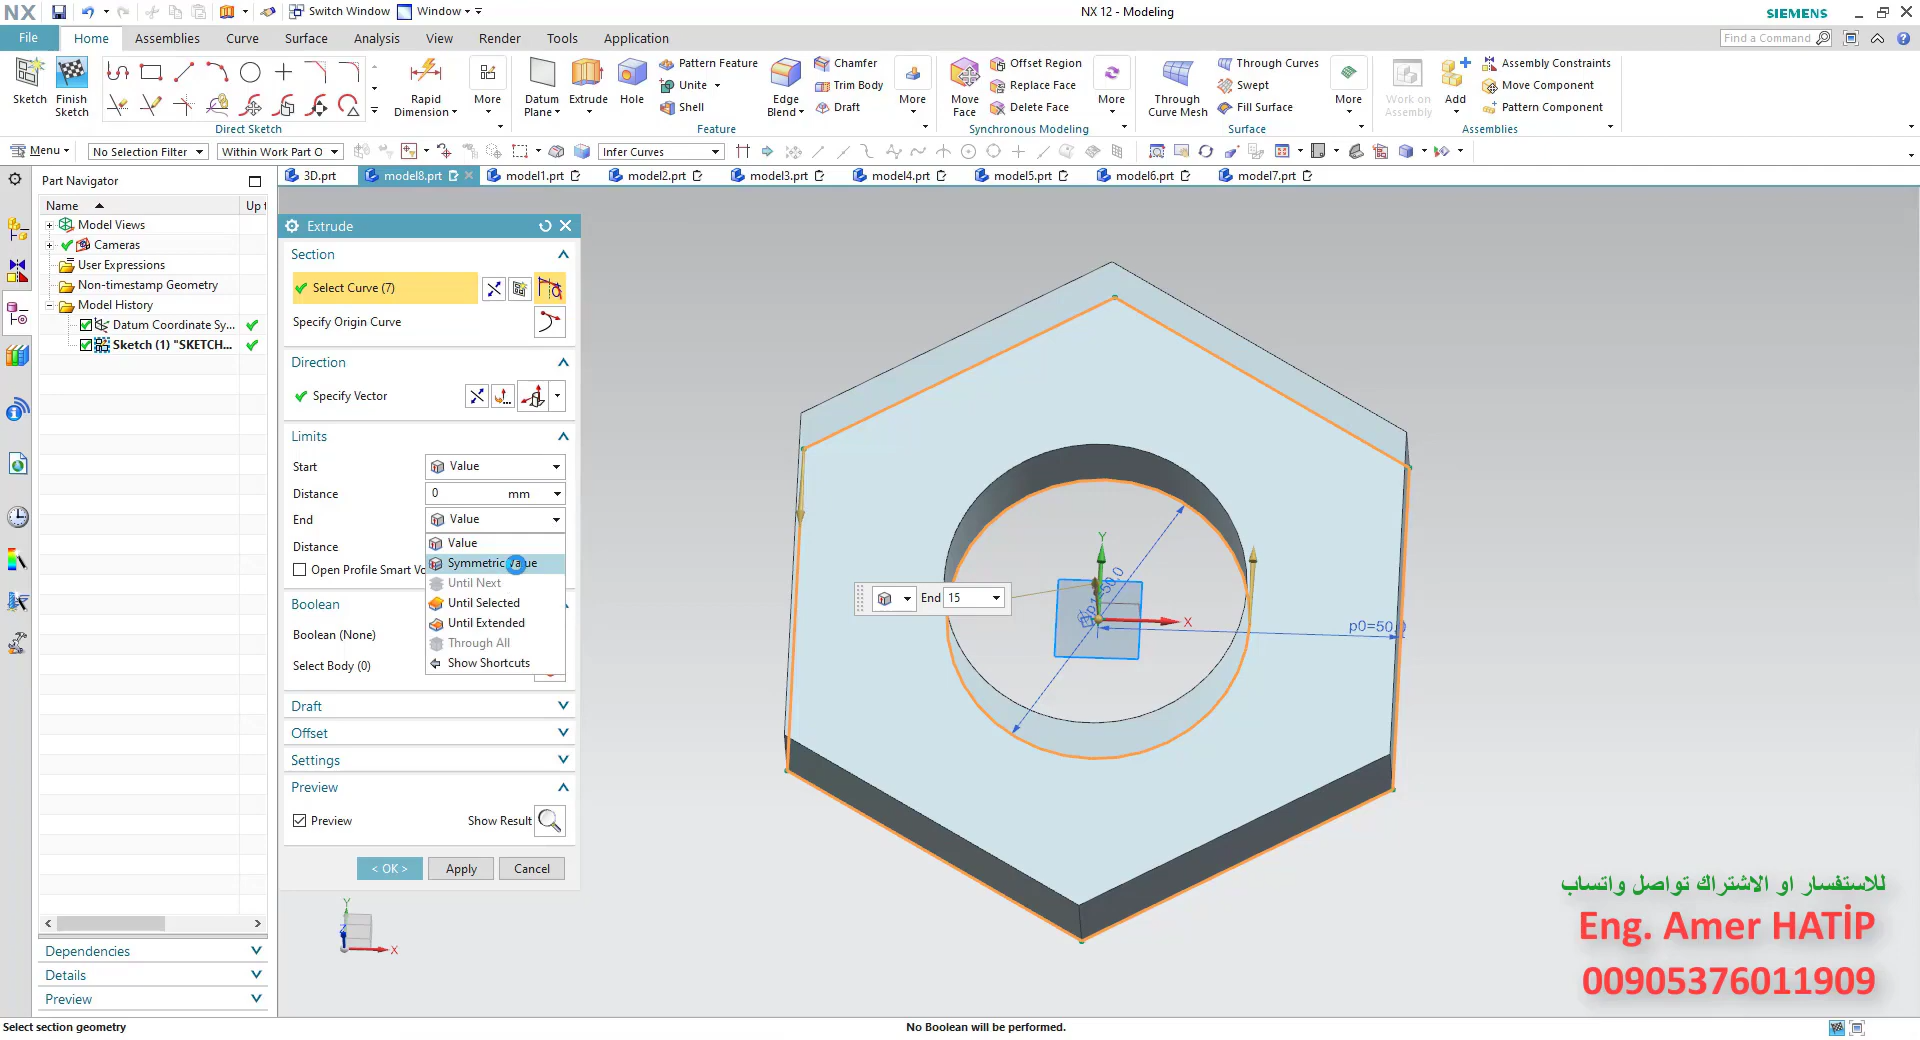 NX
Switch Window
Window
NX 12 - Modeling
SIEMENS
File
Home
Assemblies
Curve
Surface
Analysis
View
Render
Tools
Application
Find a Command
Sketch
Finish Sketch
Rapid Dimension
More
Direct Sketch
Datum Plane
Extrude
Hole
Pattern Feature
Unite
Shell
Edge Blend
Chamfer
Trim Body
Draft
More
Feature
Move Face
Offset Region
Replace Face
Delete Face
More
Synchronous Modeling
Through Curve Mesh
Through Curves
Swept
Fill Surface
More
Surface
Work on Assembly
Add
Assembly Constraints
Move Component
Pattern Component
Assemblies
Menu
No Selection Filter
Within Work Part O
Infer Curves
3D.prt
model8.prt
model1.prt
model2.prt
model3.prt
model4.prt
model5.prt
model6.prt
model7.prt
Part Navigator
Name
Up t
Model Views
Cameras
User Expressions
Non-timestamp Geometry
Model History
Datum Coordinate Sy...
Sketch (1) "SKETCH...
Dependencies
Details
Preview
Extrude
Section
Select Curve (7)
Specify Origin Curve
Direction
Specify Vector
Limits
Start
Value
Distance
0
mm
End
Value
Distance
Value
Symmetric Value
Until Next
Until Selected
Until Extended
Through All
Show Shortcuts
Open Profile Smart Vo
Boolean
Boolean (None)
Select Body (0)
Draft
Offset
Settings
Preview
Preview
Show Result
< OK >
Apply
Cancel
End
15
Y
X
p0=50,0
Y
Z
X
للاستفسار او الاشتراك تواصل واتساب
Eng. Amer HATİP
00905376011909
Select section geometry
No Boolean will be performed.